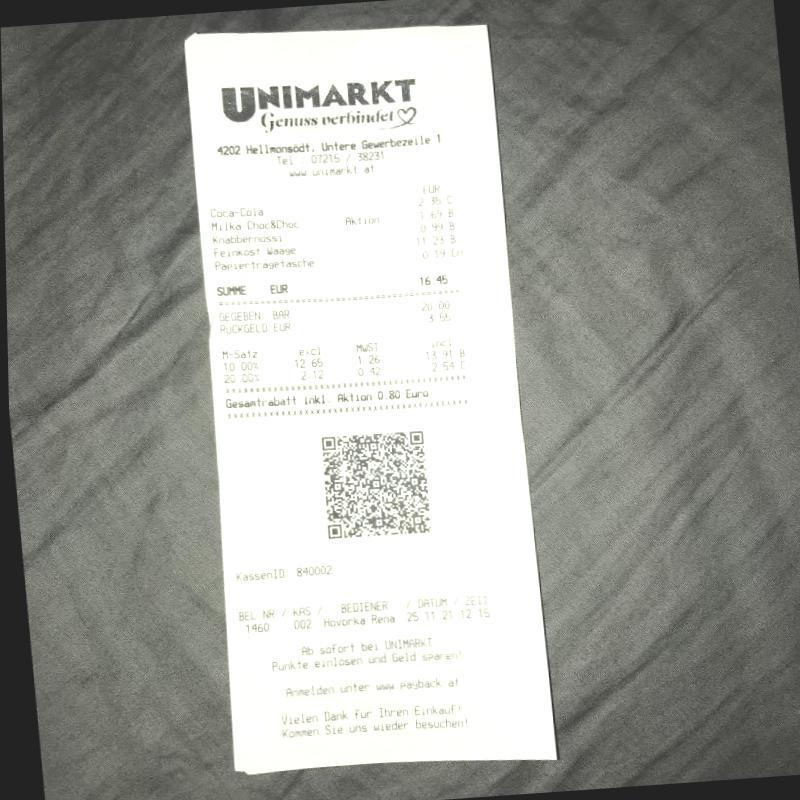 UNIMARKT
Genuss verbindet
4202 Hellmonsödt, Untere Gewerbezeile 1
Tel.: 07215 / 38231
www.unimarkt.at
EUR
Coca-Cola 2.35 C
Milka Choc&Choc Aktion 1.69 B
Knabbernossi 0.99 B
Feinkost Waage 11.23 B
Papiertragetasche 0.19 C
SUMME EUR 16.45
GEGEBEN BAR 20.00
RÜCKGELD EUR 3.55
M-Satz excl MWST incl
10.00% 12.65 1.26 13.91 B
20.00% 2.12 0.42 2.54 C
Gesamtrabatt inkl. Aktion 0.80 Euro
KassenID: 840002
BEL NR / KAS / BEDIENER / DATUM / ZEIT
1460 002 Hovorka Rena 25.11.21 12:15
Ab sofort bei UNIMARKT
Punkte einlösen und Geld sparen!
Anmelden unter www.payback.at
Vielen Dank für Ihren Einkauf!
Kommen Sie uns wieder besuchen!